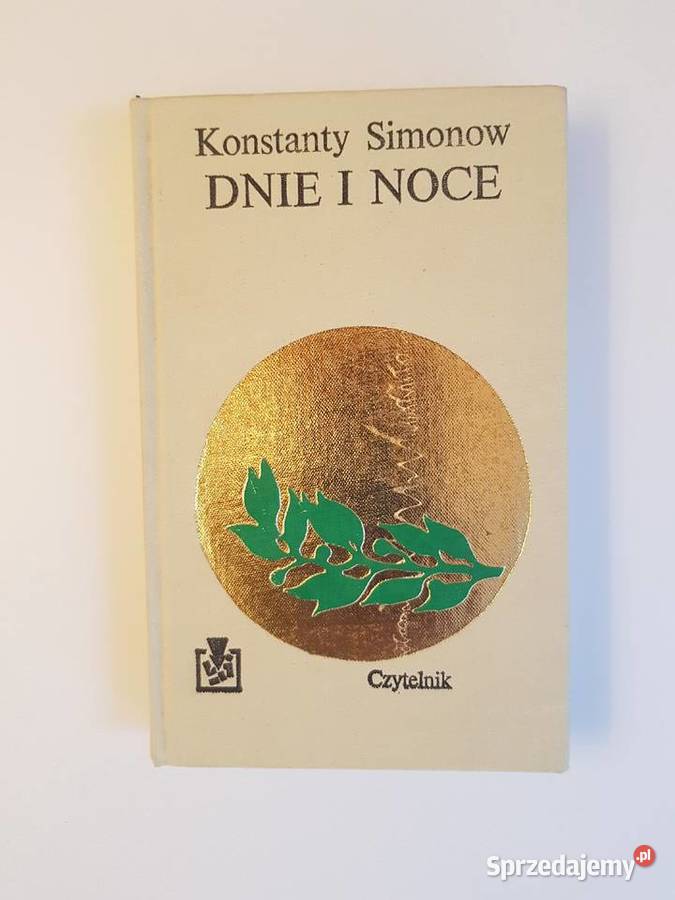 Konstanty Simonow
DNIE I NOCE
Czytelnik
Sprzedajemy.pl